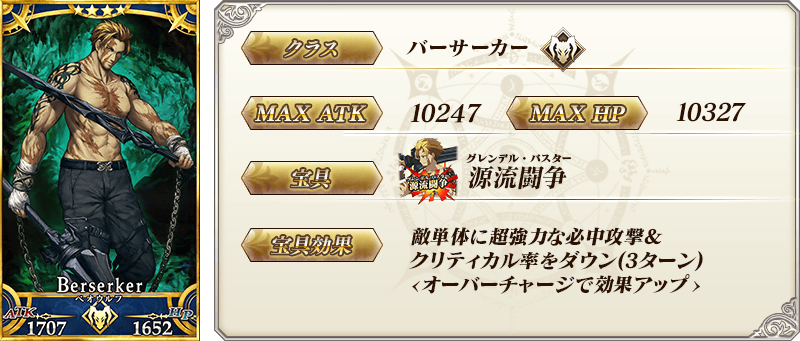 Berserker
ベオウルフ
ATK
HP
1707
1652
クラス
バーサーカー
MAX ATK
10247
MAX HP
10327
宝具
源流闘争
グレンデル・バスター
源流闘争
宝具効果
敵単体に超強力な必中攻撃&
クリティカル率をダウン(3ターン)
<オーバーチャージで効果アップ>